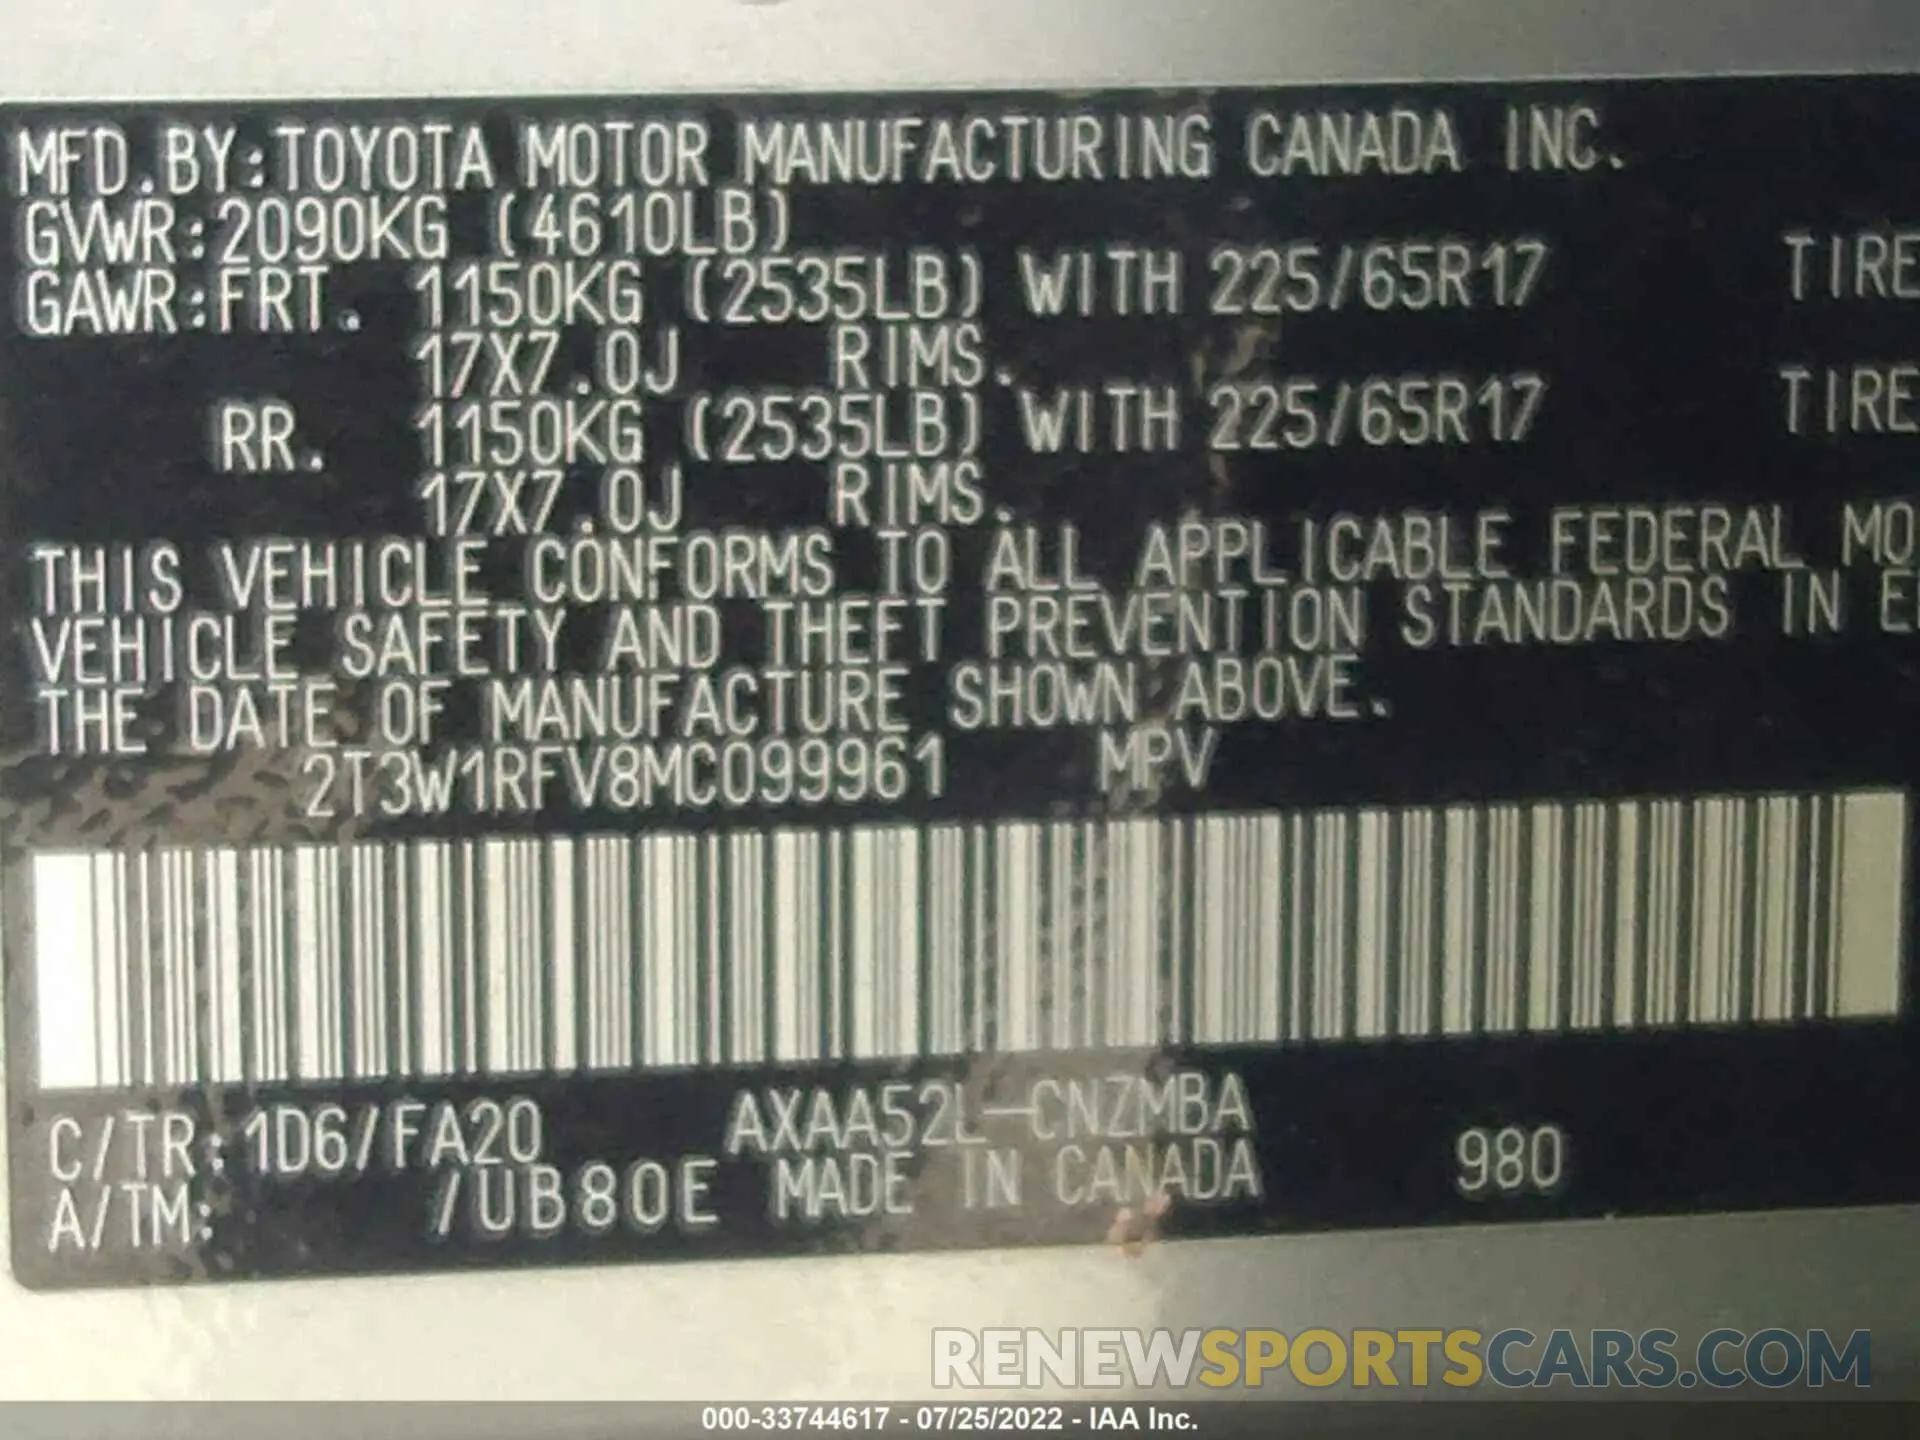 MFD.BY:TOYOTA MOTOR MANUFACTURING CANADA INC.
GVWR:2090KG (4610LB)
GAWR:FRT. 1150KG (2535LB) WITH 225/65R17 TIRE
17X7.0J RIMS.
RR. 1150KG (2535LB) WITH 225/65R17 TIRE
17X7.0J RIMS.
THIS VEHICLE CONFORMS TO ALL APPLICABLE FEDERAL MO
VEHICLE SAFETY AND THEFT PREVENTION STANDARDS IN E
THE DATE OF MANUFACTURE SHOWN ABOVE.
2T3W1RFV8MC099961 MPV
C/TR:1D6/FA20 AXAA52L-CNZMBA
A/TM: /UB80E MADE IN CANADA 980
RENEWSPORTSCARS.COM
000-33744617 - 07/25/2022 - IAA Inc.